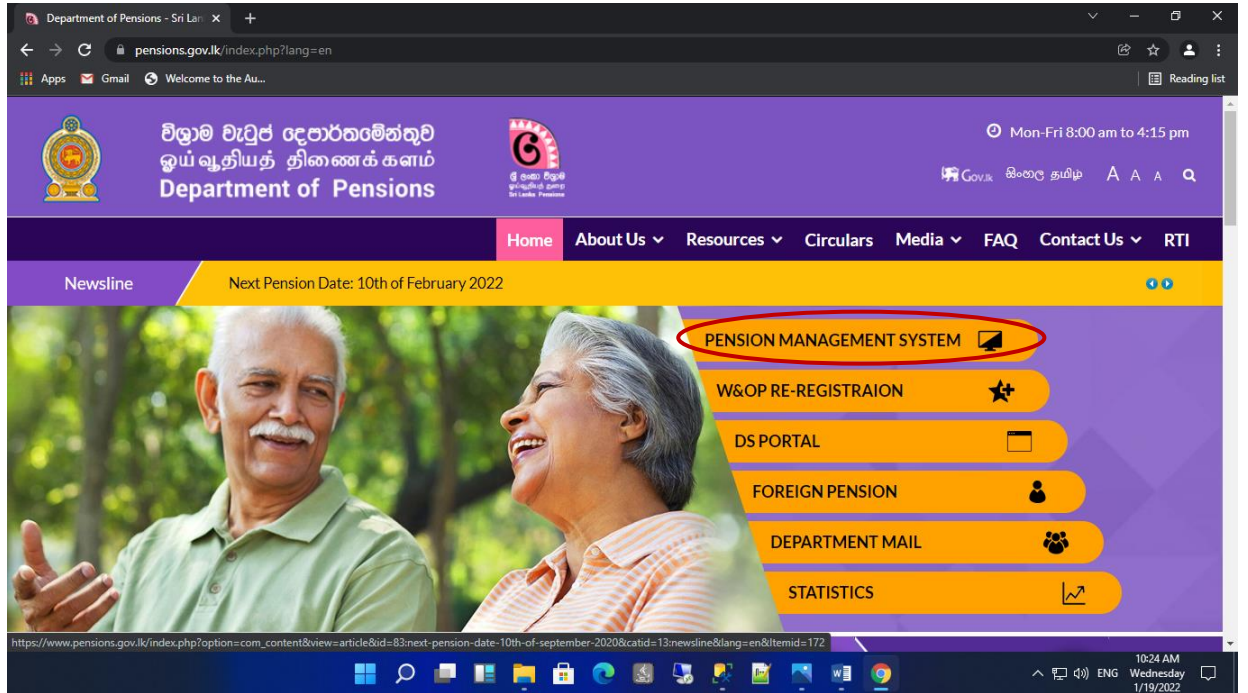 Department of Pensions - Sri Lan
pensions.gov.lk/index.php?lang=en
Apps Gmail Welcome to the Au... Reading list
විශ්‍රාම වැටුප් දෙපාර්තමේන්තුව
ஓய்வூதியத் திணைக்களம்
Department of Pensions
ශ්‍රී ලංකා විශ්‍රාම
Sri Lanka Pensions
Mon-Fri 8:00 am to 4:15 pm
Gov.lk සිංහල தமிழ் A A A
Home About Us Resources Circulars Media FAQ Contact Us RTI
Newsline Next Pension Date: 10th of February 2022
PENSION MANAGEMENT SYSTEM
W&OP RE-REGISTRAION
DS PORTAL
FOREIGN PENSION
DEPARTMENT MAIL
STATISTICS
https://www.pensions.gov.lk/index.php?option=com_content&view=article&id=83:next-pension-date-10th-of-september-2020&catid=13:newsline&lang=en&Itemid=172
10:24 AM
ENG Wednesday
1/19/2022